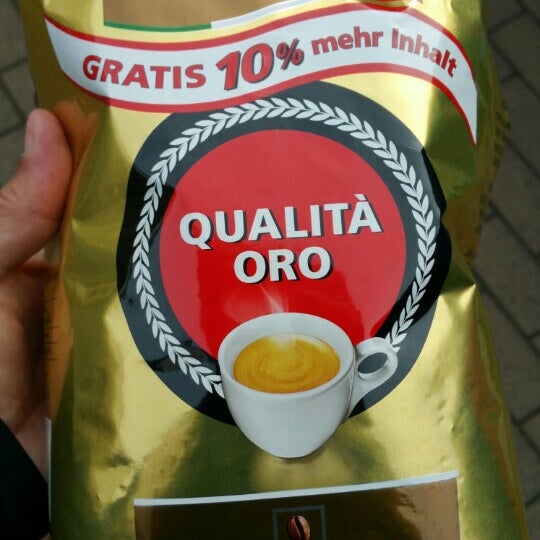 GRATIS 10% mehr Inhalt
QUALITÀ
ORO